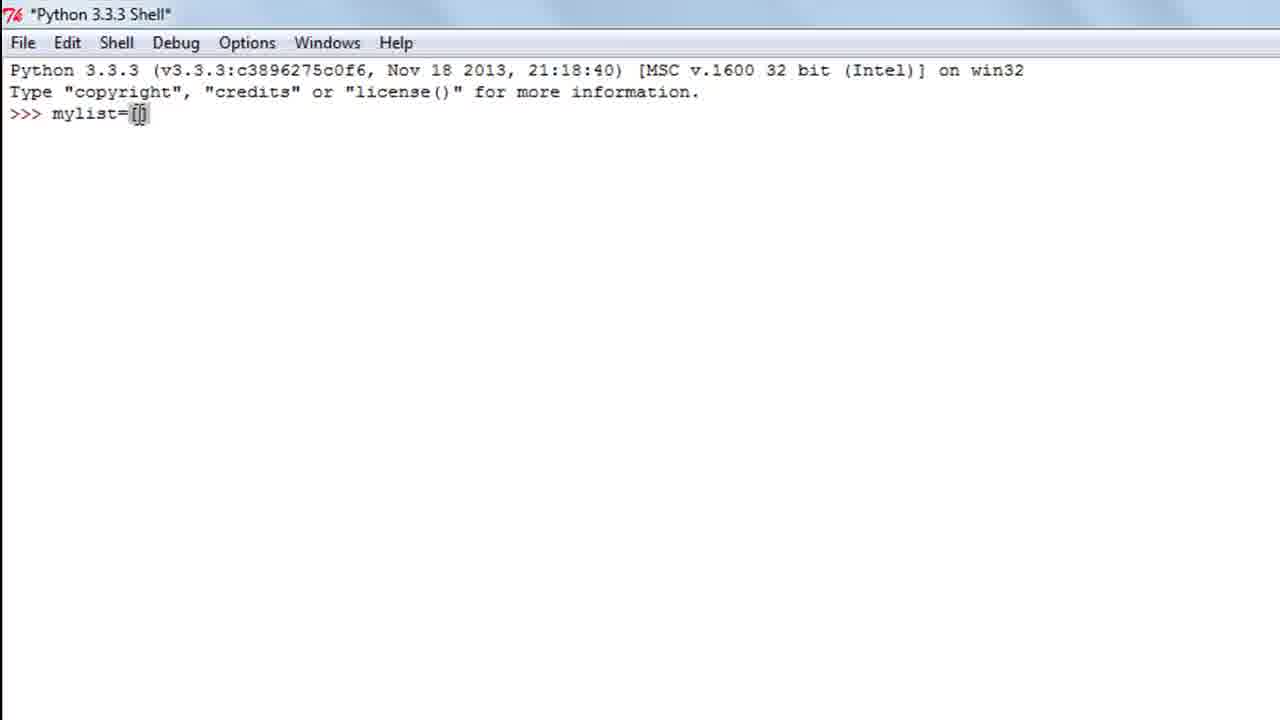 *Python 3.3.3 Shell*
File Edit Shell Debug Options Windows Help
Python 3.3.3 (v3.3.3:c3896275c0f6, Nov 18 2013, 21:18:40) [MSC v.1600 32 bit (Intel)] on win32
Type "copyright", "credits" or "license()" for more information.
>>> mylist=[]